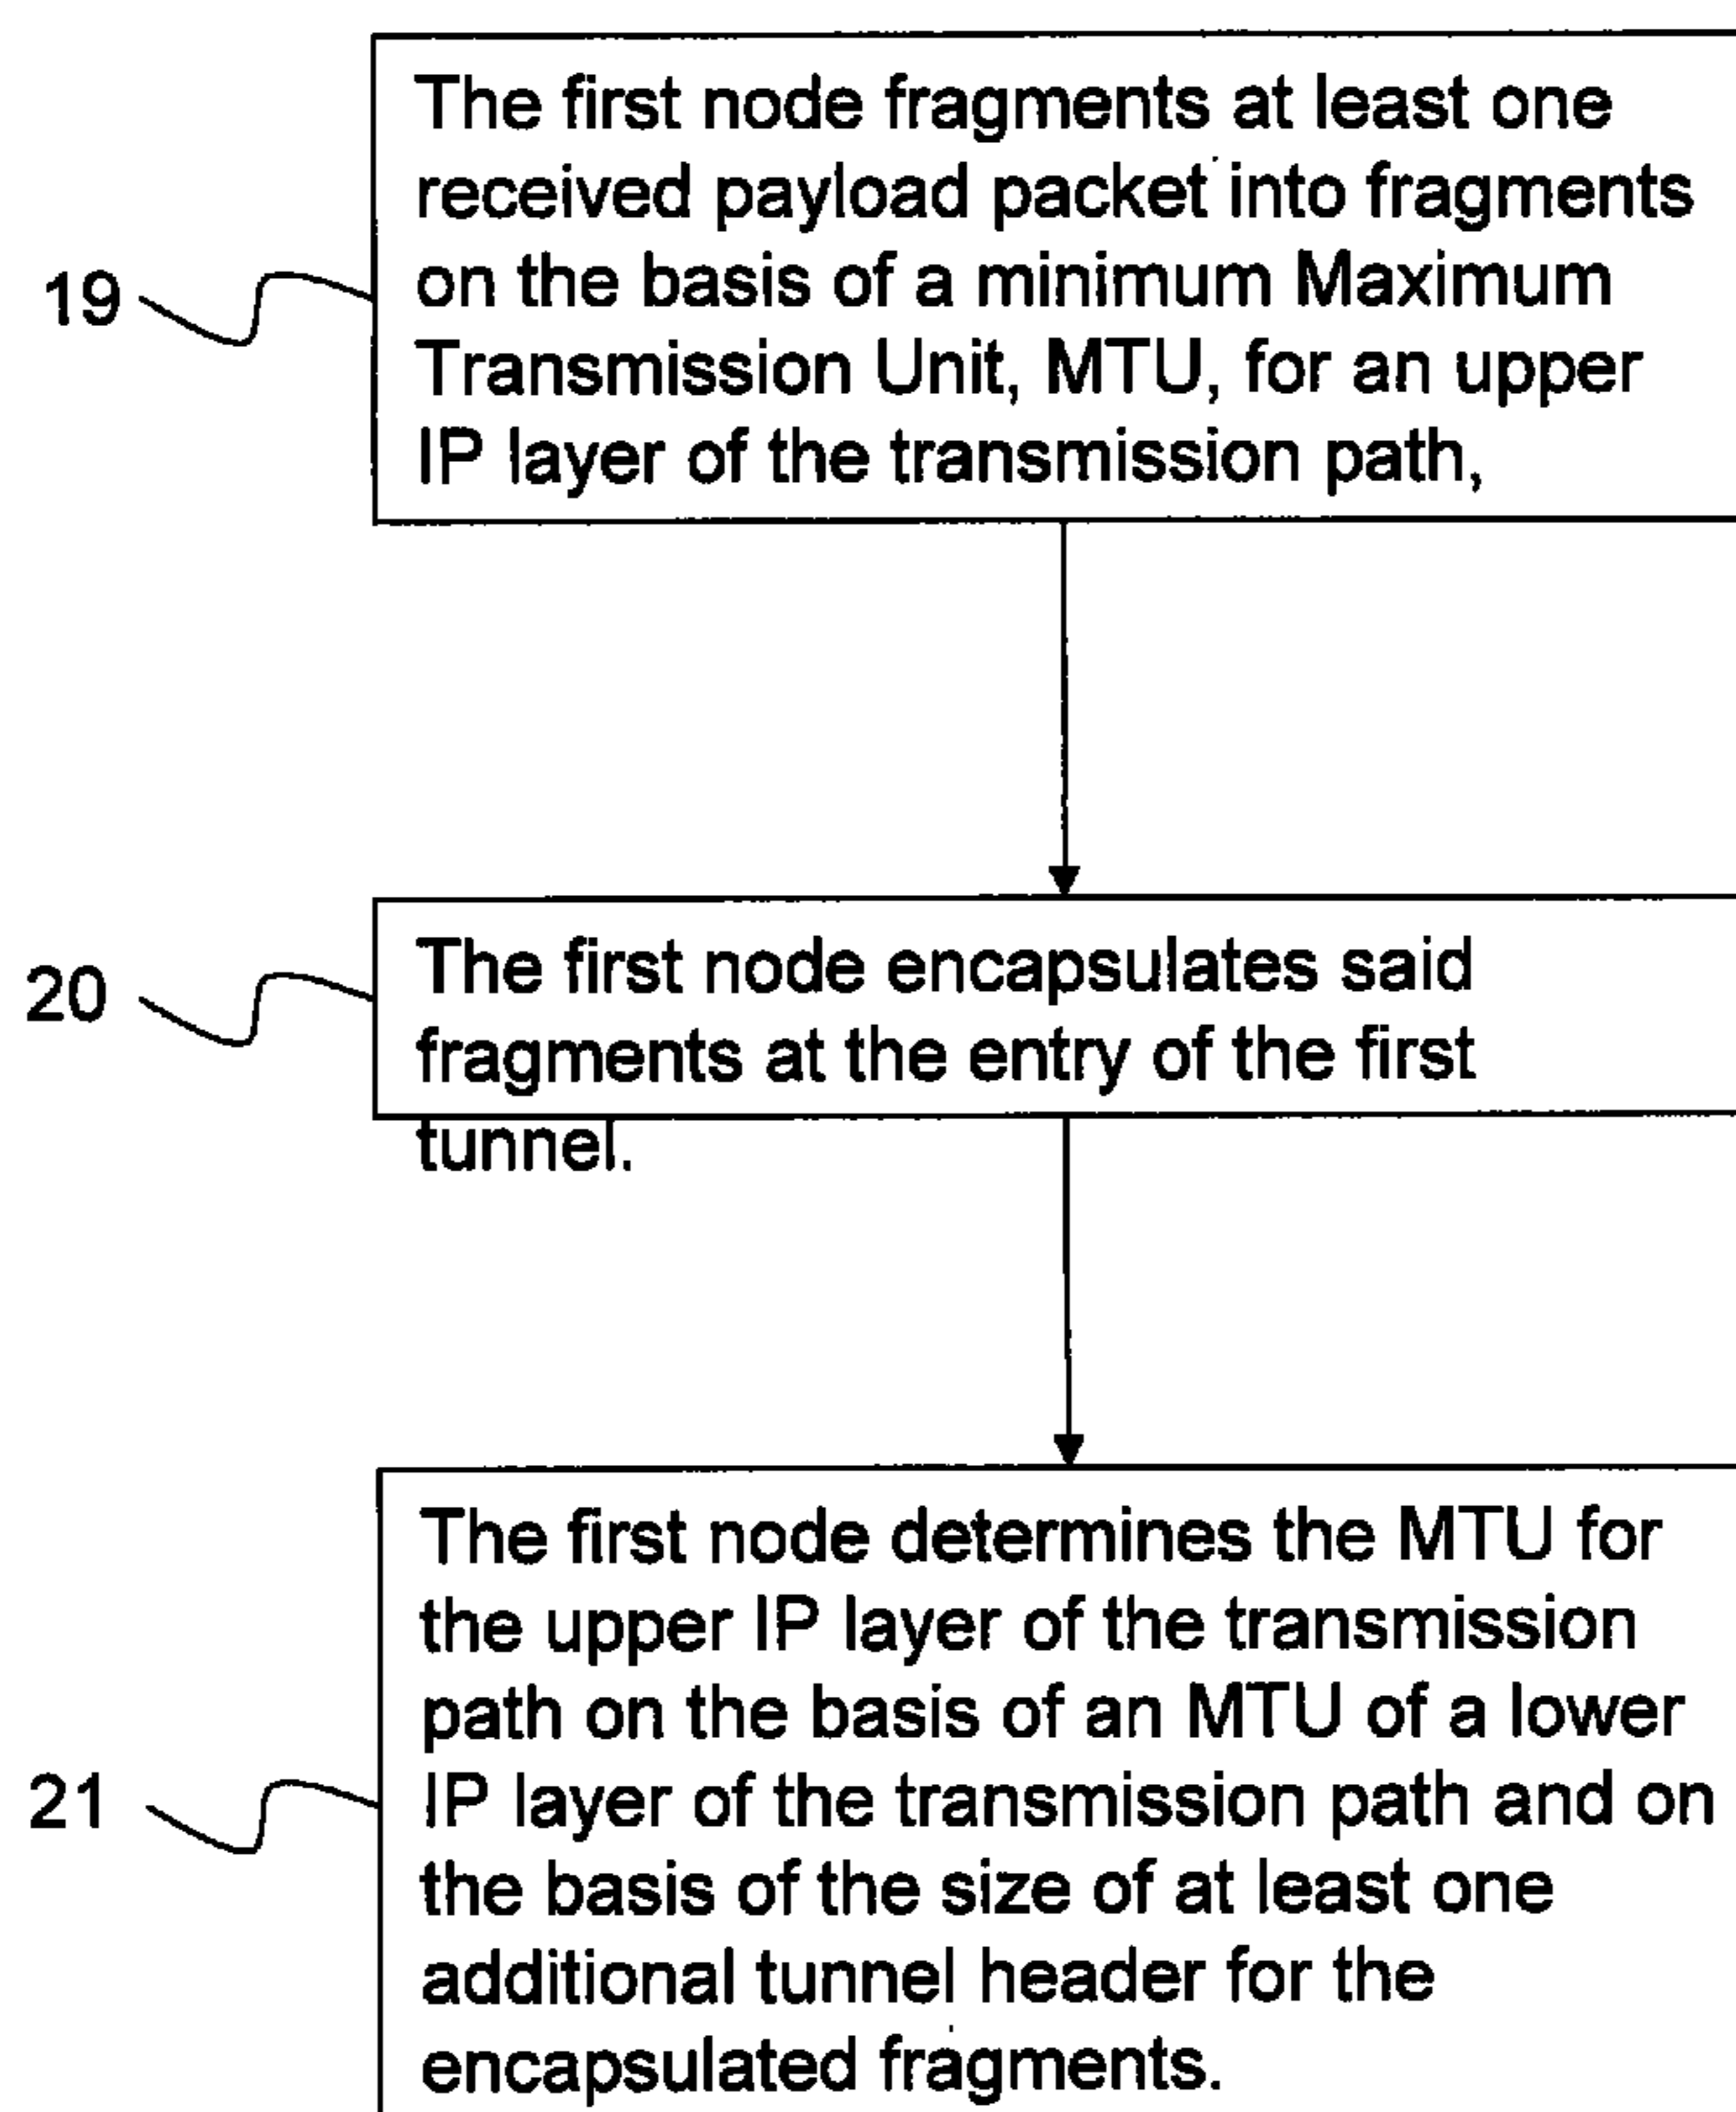 The first node fragments at least one
received payload packet into fragments
on the basis of a minimum Maximum
Transmission Unit, MTU, for an upper
IP layer of the transmission path,
19
The first node encapsulates said
fragments at the entry of the first
tunnel.
20
The first node determines the MTU for
the upper IP layer of the transmission
path on the basis of an MTU of a lower
IP layer of the transmission path and on
the basis of the size of at least one
additional tunnel header for the
encapsulated fragments.
21